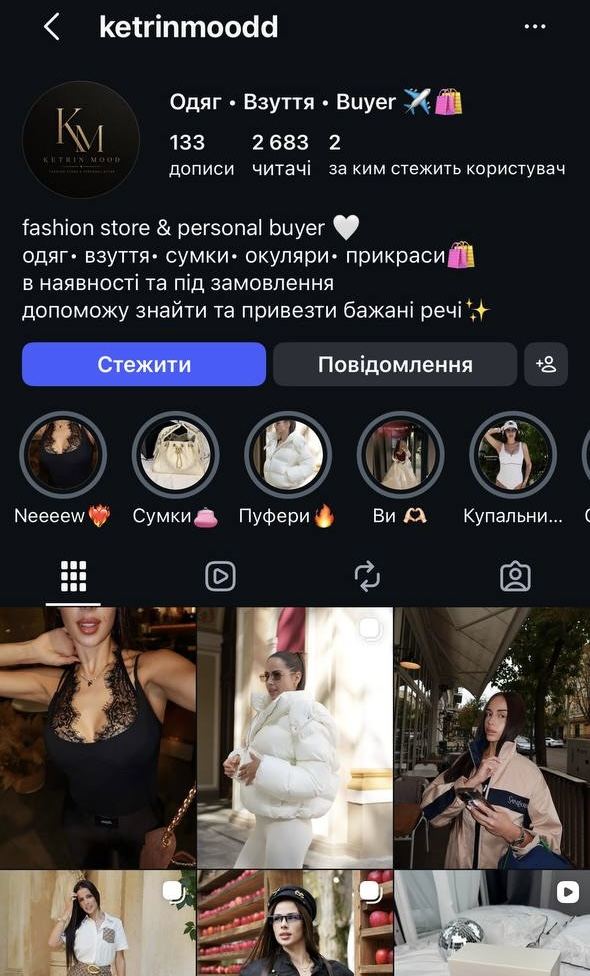 ketrinmoodd
Одяг • Взуття • Buyer ✈️🛍️
133 2 683 2
дописи читачі за ким стежить користувач
KM
KETRIN MOOD
fashion store & personal buyer 🤍
одяг• взуття• сумки• окуляри• прикраси🛍️
в наявності та під замовлення
допоможу знайти та привезти бажані речі✨
Стежити Повідомлення
Neeeew❤️‍🔥 Сумки👛 Пуфери🔥 Ви 🫶🏼 Купальни...